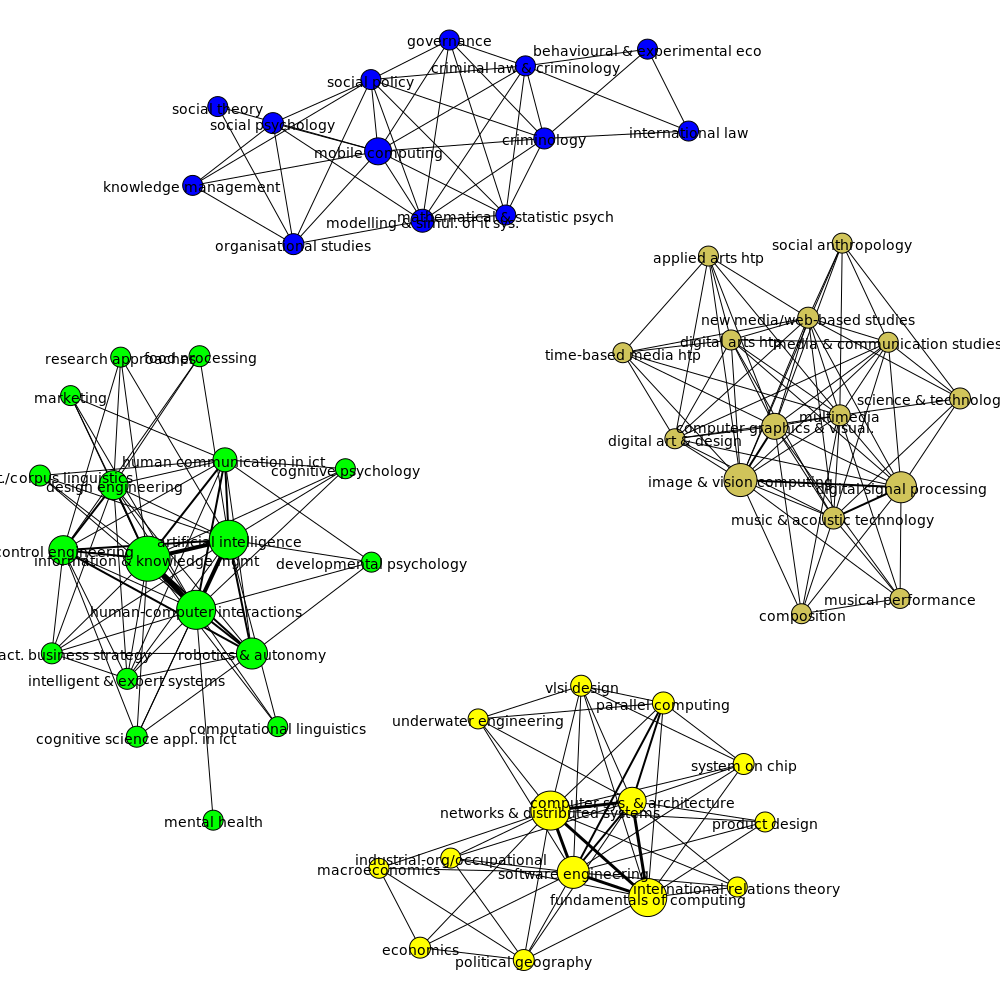 governance
behavioural & experimental eco
criminal law & criminology
social policy
social theory
social psychology
international law
criminology
mobile computing
knowledge management
mathematical & statistic psych
modelling & simul. of it sys.
organisational studies
social anthropology
applied arts htp
new media/web-based studies
digital arts htp
media & communication studies
time-based media htp
science & technolog
multimedia
computer graphics & visual.
digital art & design
image & vision computing
digital signal processing
music & acoustic technology
musical performance
composition
research approaches
food processing
marketing
human communication in ict
cognitive psychology
t./corpus linguistics
design engineering
artificial intelligence
control engineering
information & knowledge mgmt
developmental psychology
human-computer interactions
act. business strategy
robotics & autonomy
intelligent & expert systems
computational linguistics
cognitive science appl. in ict
mental health
vlsi design
parallel computing
underwater engineering
system on chip
computer sys. & architecture
networks & distributed systems
product design
industrial-org/occupational
macroeconomics
software engineering
international relations theory
fundamentals of computing
economics
political geography